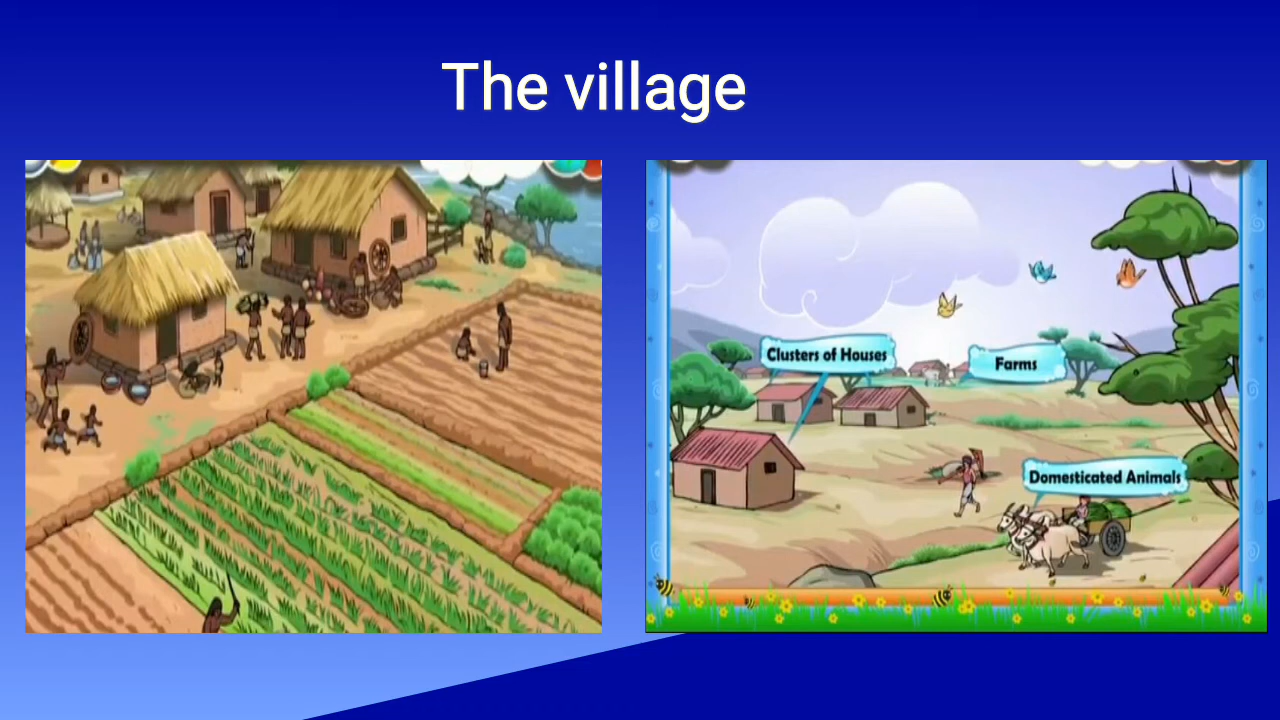 The village
Clusters of Houses
Farms
Domesticated Animals